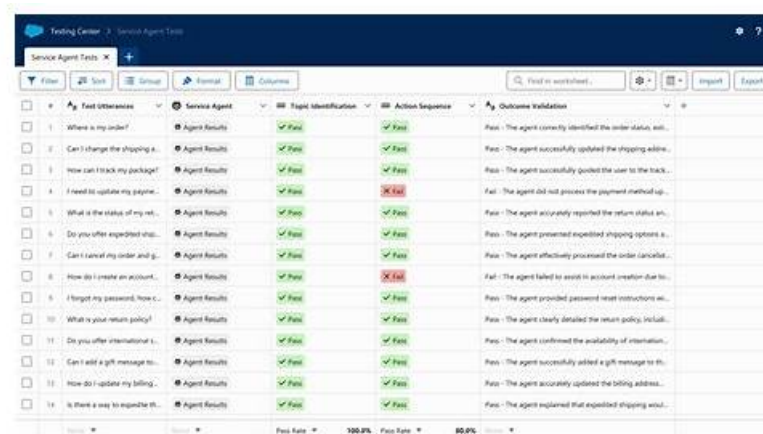 Testing Center > Service Agent Tests
Service Agent Tests × +
Filter Sort Group Format Columns Find in worksheet... Import Export
# Test Utterances Service Agent Topic Identification Action Sequence Outcome Validation +
1 Where is my order? Agent Results Pass Pass Pass - The agent correctly identified the order status, esti...
2 Can I change the shipping a... Agent Results Pass Pass Pass - The agent successfully updated the shipping addre...
3 How can I track my package? Agent Results Pass Pass Pass - The agent successfully guided the user to the track...
4 I need to update my payme... Agent Results Pass Fail Fail - The agent did not process the payment method up...
5 What is the status of my ret... Agent Results Pass Pass Pass - The agent accurately reported the return status an...
6 Do you offer expedited ship... Agent Results Pass Pass Pass - The agent presented expedited shipping options a...
7 Can I cancel my order and g... Agent Results Pass Pass Pass - The agent effectively processed the order cancellat...
8 How do I create an account... Agent Results Pass Fail Fail - The agent failed to assist in account creation due to...
9 I forgot my password, how c... Agent Results Pass Pass Pass - The agent provided password reset instructions wi...
10 What is your return policy? Agent Results Pass Pass Pass - The agent clearly detailed the return policy, includi...
11 Do you offer international s... Agent Results Pass Pass Pass - The agent confirmed the availability of internation...
12 Can I add a gift message to... Agent Results Pass Pass Pass - The agent successfully added a gift message to th...
13 How do I update my billing... Agent Results Pass Pass Pass - The agent accurately updated the billing address...
14 Is there a way to expedite th... Agent Results Pass Pass Pass - The agent explained that expedited shipping woul...
Pass Rate 100.0% Pass Rate 80.0%